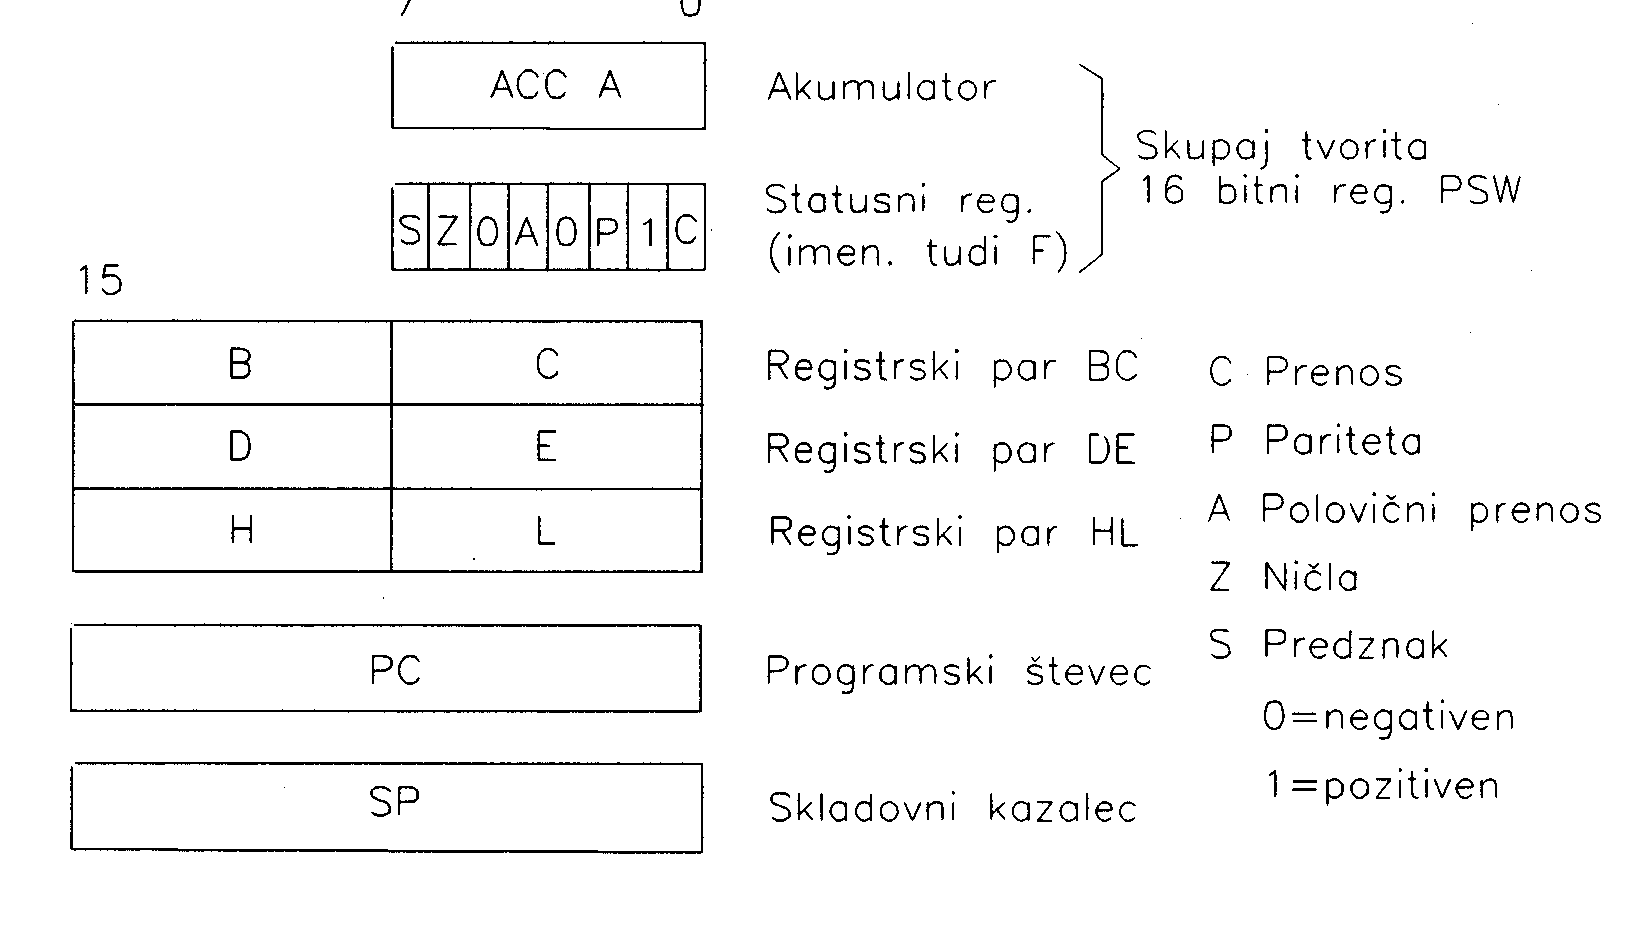 7 0
ACC A Akumulator
Skupaj tvorita
16 bitni reg. PSW
Statusni reg.
S Z 0 A 0 P 1 C
(imen. tudi F)
15
B C Registrski par BC
C Prenos
D E Registrski par DE
P Pariteta
H L Registrski par HL
A Polovični prenos
Z Ničla
S Predznak
PC Programski števec
0=negativen
1=pozitiven
SP Skladovni kazalec